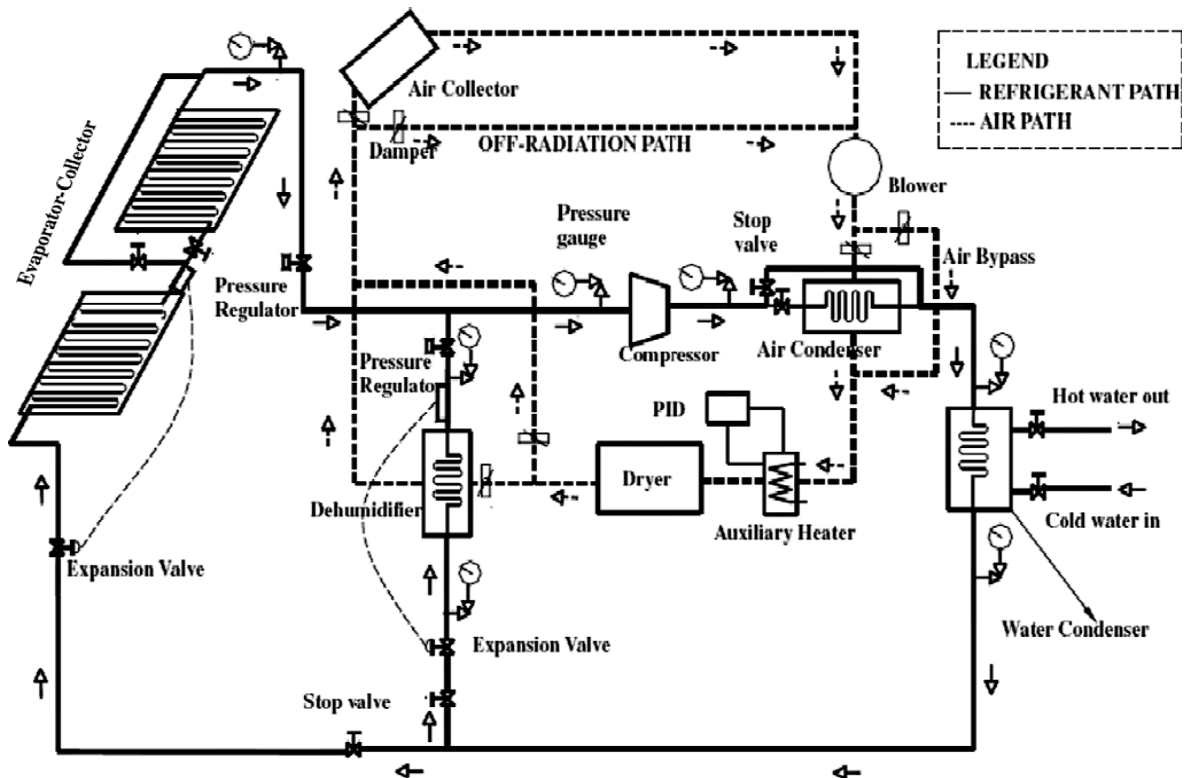 Air Collector
Damper
OFF-RADIATION PATH
LEGEND
REFRIGERANT PATH
AIR PATH
Evaporator-Collector
Blower
Pressure
gauge
Stop
valve
Air Bypass
Pressure
Regulator
Compressor
Air Condenser
Pressure
Regulator
PID
Hot water out
Dryer
Dehumidifier
Auxiliary Heater
Cold water in
Expansion Valve
Expansion Valve
Water Condenser
Stop valve